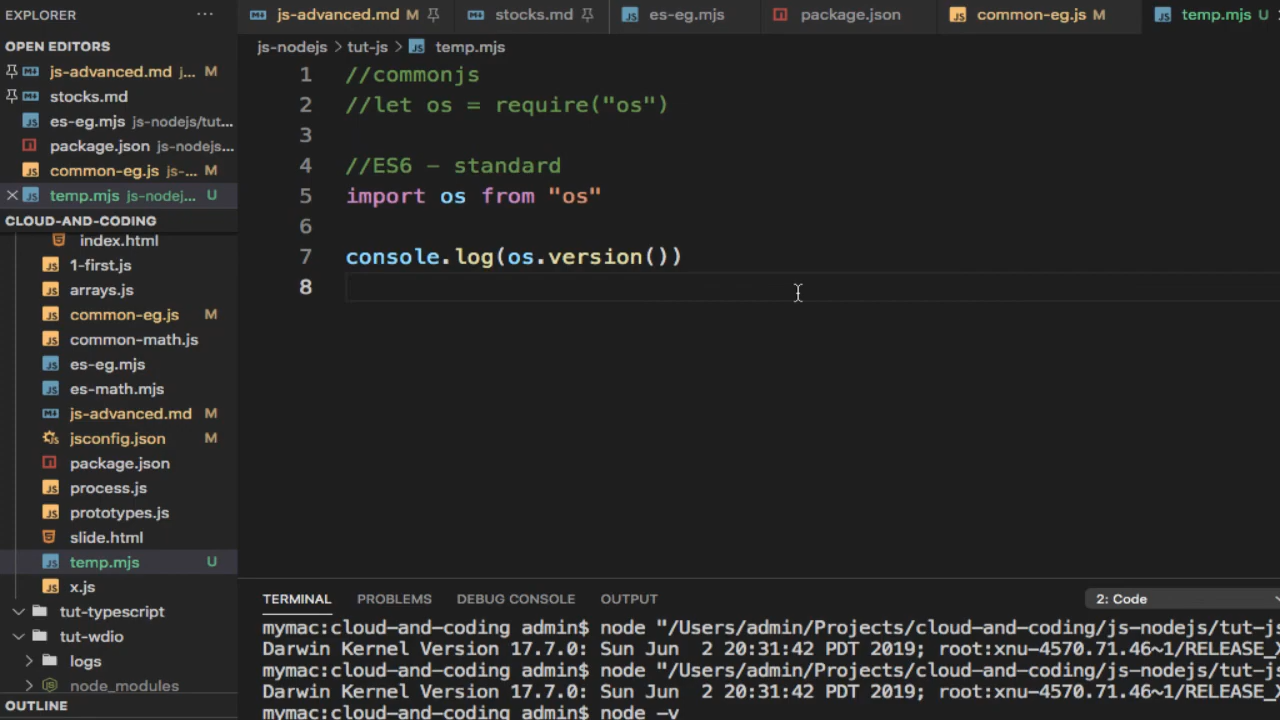 EXPLORER ···
js-advanced.md M
stocks.md
es-eg.mjs
package.json
common-eg.js M
temp.mjs U
OPEN EDITORS
js-advanced.md j... M
stocks.md
es-eg.mjs js-nodejs/tut...
package.json js-nodejs...
common-eg.js js-... M
temp.mjs js-nodej... U
CLOUD-AND-CODING
index.html
1-first.js
arrays.js
common-eg.js M
common-math.js
es-eg.mjs
es-math.mjs
js-advanced.md M
jsconfig.json M
package.json
process.js
prototypes.js
slide.html
temp.mjs U
x.js
tut-typescript
tut-wdio
logs
node_modules
OUTLINE
js-nodejs > tut-js > temp.mjs
1 //commonjs
2 //let os = require("os")
3
4 //ES6 - standard
5 import os from "os"
6
7 console.log(os.version())
8
TERMINAL PROBLEMS DEBUG CONSOLE OUTPUT 2: Code
mymac:cloud-and-coding admin$ node "/Users/admin/Projects/cloud-and-coding/js-nodejs/tut-js
Darwin Kernel Version 17.7.0: Sun Jun  2 20:31:42 PDT 2019; root:xnu-4570.71.46~1/RELEASE_X
mymac:cloud-and-coding admin$ node "/Users/admin/Projects/cloud-and-coding/js-nodejs/tut-js
Darwin Kernel Version 17.7.0: Sun Jun  2 20:31:42 PDT 2019; root:xnu-4570.71.46~1/RELEASE_X
mymac:cloud-and-coding admin$ node -v